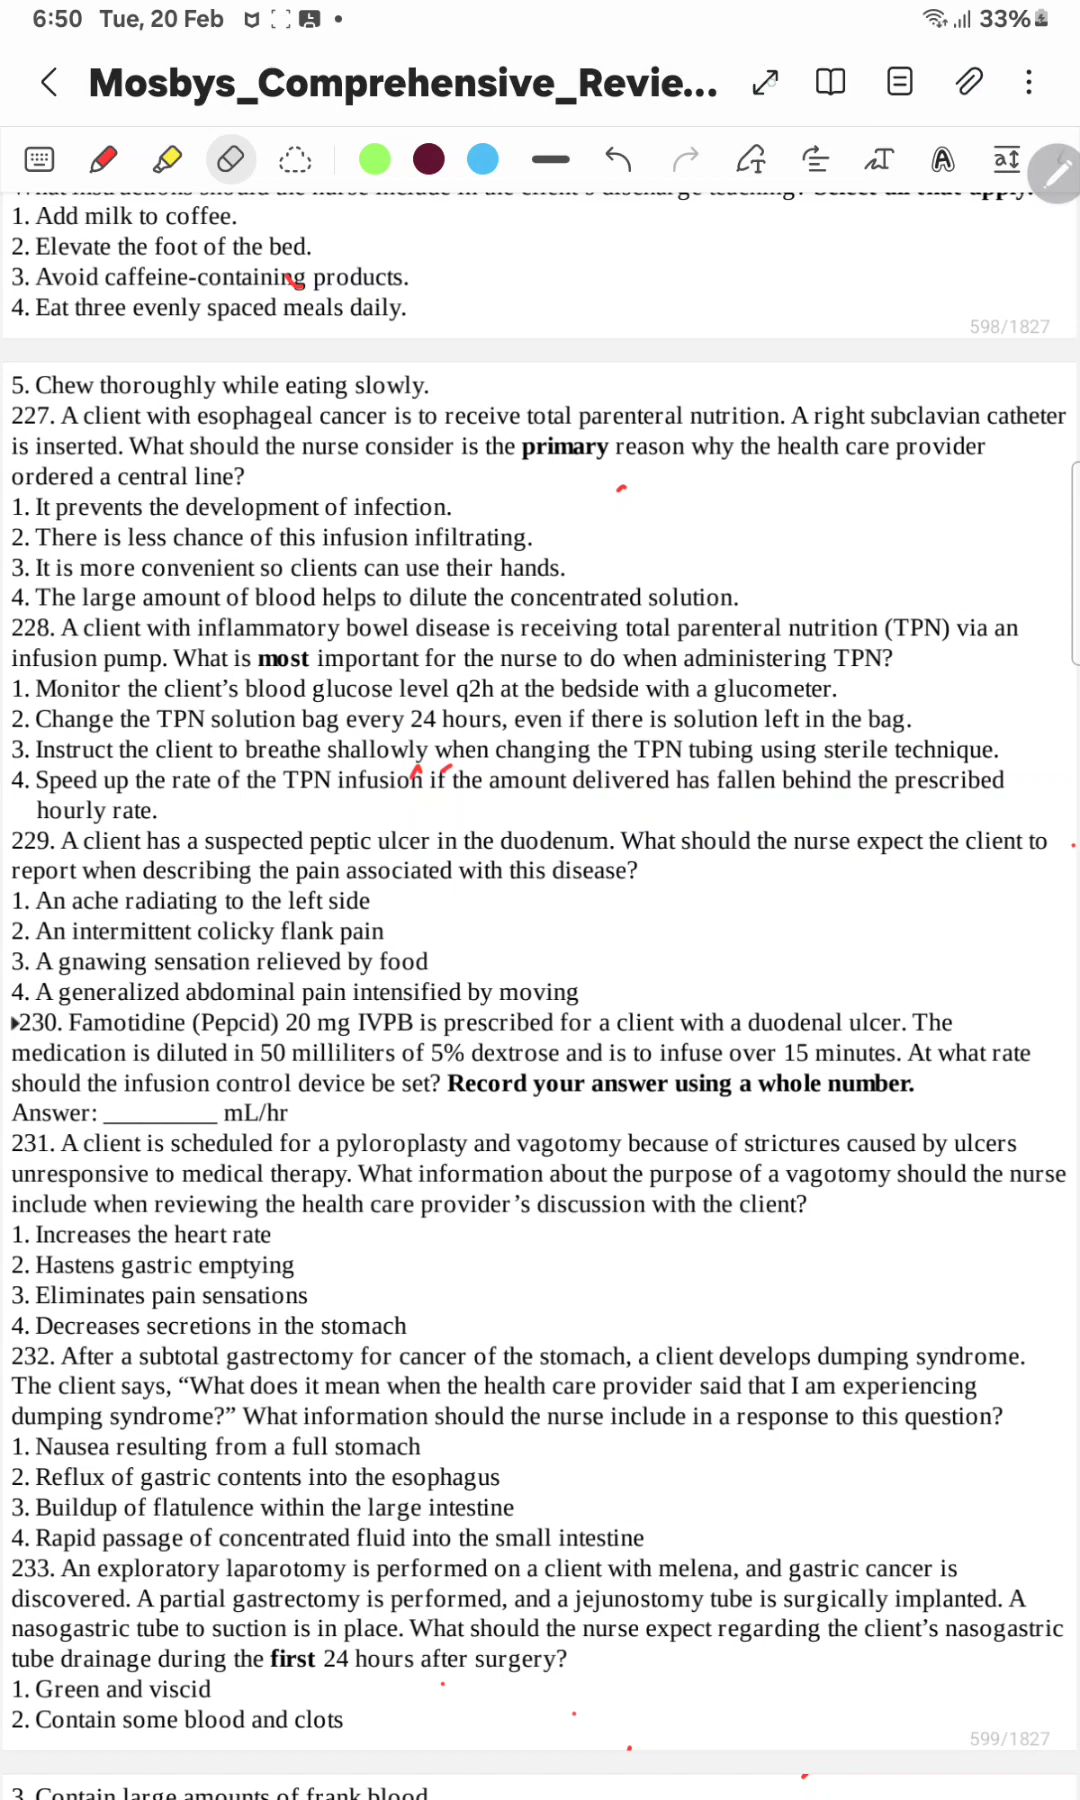 6:50 Tue, 20 Feb 33%
Mosbys_Comprehensive_Revie...
What instructions should the nurse include in the client's discharge teaching? Select all that apply.
1. Add milk to coffee.
2. Elevate the foot of the bed.
3. Avoid caffeine-containing products.
4. Eat three evenly spaced meals daily.
598/1827
5. Chew thoroughly while eating slowly.
227. A client with esophageal cancer is to receive total parenteral nutrition. A right subclavian catheter
is inserted. What should the nurse consider is the primary reason why the health care provider
ordered a central line?
1. It prevents the development of infection.
2. There is less chance of this infusion infiltrating.
3. It is more convenient so clients can use their hands.
4. The large amount of blood helps to dilute the concentrated solution.
228. A client with inflammatory bowel disease is receiving total parenteral nutrition (TPN) via an
infusion pump. What is most important for the nurse to do when administering TPN?
1. Monitor the client’s blood glucose level q2h at the bedside with a glucometer.
2. Change the TPN solution bag every 24 hours, even if there is solution left in the bag.
3. Instruct the client to breathe shallowly when changing the TPN tubing using sterile technique.
4. Speed up the rate of the TPN infusion if the amount delivered has fallen behind the prescribed
hourly rate.
229. A client has a suspected peptic ulcer in the duodenum. What should the nurse expect the client to
report when describing the pain associated with this disease?
1. An ache radiating to the left side
2. An intermittent colicky flank pain
3. A gnawing sensation relieved by food
4. A generalized abdominal pain intensified by moving
230. Famotidine (Pepcid) 20 mg IVPB is prescribed for a client with a duodenal ulcer. The
medication is diluted in 50 milliliters of 5% dextrose and is to infuse over 15 minutes. At what rate
should the infusion control device be set? Record your answer using a whole number.
Answer: _________ mL/hr
231. A client is scheduled for a pyloroplasty and vagotomy because of strictures caused by ulcers
unresponsive to medical therapy. What information about the purpose of a vagotomy should the nurse
include when reviewing the health care provider’s discussion with the client?
1. Increases the heart rate
2. Hastens gastric emptying
3. Eliminates pain sensations
4. Decreases secretions in the stomach
232. After a subtotal gastrectomy for cancer of the stomach, a client develops dumping syndrome.
The client says, “What does it mean when the health care provider said that I am experiencing
dumping syndrome?” What information should the nurse include in a response to this question?
1. Nausea resulting from a full stomach
2. Reflux of gastric contents into the esophagus
3. Buildup of flatulence within the large intestine
4. Rapid passage of concentrated fluid into the small intestine
233. An exploratory laparotomy is performed on a client with melena, and gastric cancer is
discovered. A partial gastrectomy is performed, and a jejunostomy tube is surgically implanted. A
nasogastric tube to suction is in place. What should the nurse expect regarding the client’s nasogastric
tube drainage during the first 24 hours after surgery?
1. Green and viscid
2. Contain some blood and clots
599/1827
3. Contain large amounts of frank blood